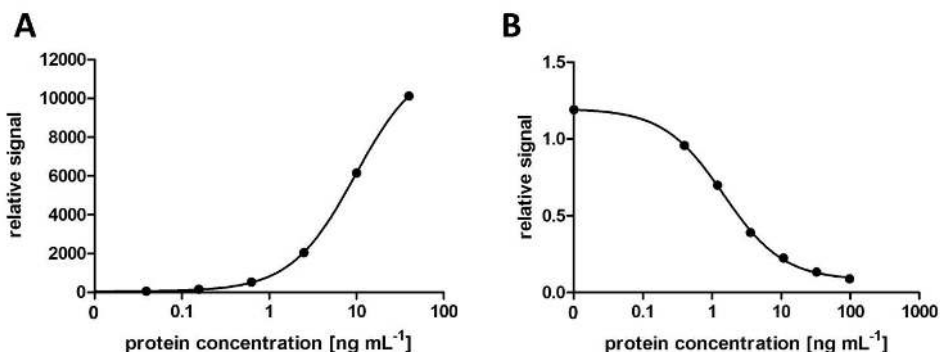 A
relative signal
12000
10000
8000
6000
4000
2000
0
0 0.1 1 10 100
protein concentration [ng mL⁻¹]
B
relative signal
1.5
1.0
0.5
0.0
0 0.1 1 10 100 1000
protein concentration [ng mL⁻¹]